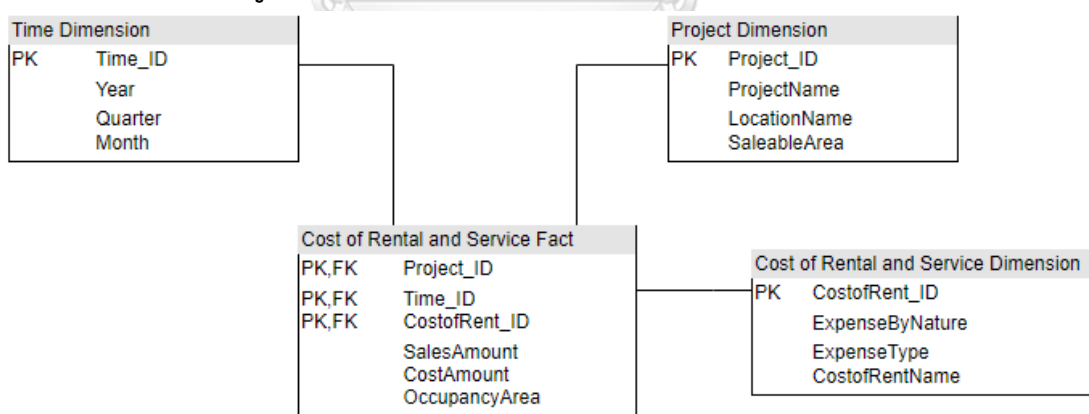 Time Dimension
PK Time_ID
Year
Quarter
Month
Project Dimension
PK Project_ID
ProjectName
LocationName
SaleableArea
Cost of Rental and Service Fact
PK,FK Project_ID
PK,FK Time_ID
PK,FK CostofRent_ID
SalesAmount
CostAmount
OccupancyArea
Cost of Rental and Service Dimension
PK CostofRent_ID
ExpenseByNature
ExpenseType
CostofRentName